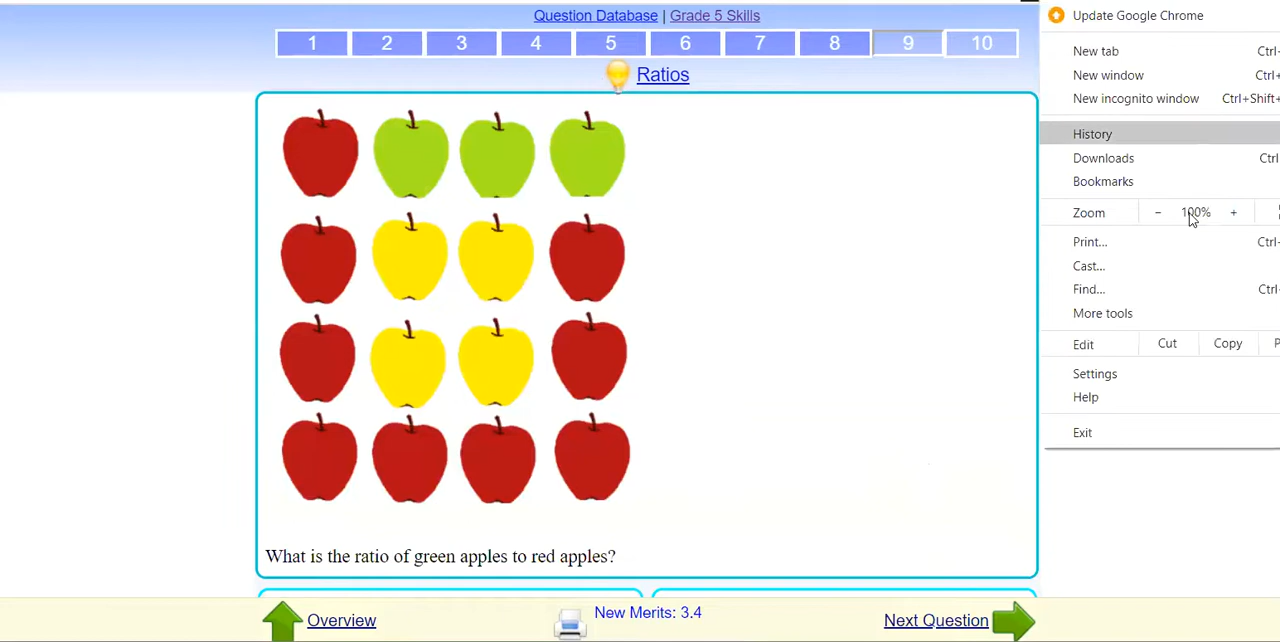 Question Database | Grade 5 Skills
1 2 3 4 5 6 7 8 9 10
Ratios
What is the ratio of green apples to red apples?
Overview
New Merits: 3.4
Next Question
Update Google Chrome
New tab Ctrl+
New window Ctrl+
New incognito window Ctrl+Shift+
History
Downloads Ctrl
Bookmarks
Zoom - 100% +
Print... Ctrl+
Cast...
Find... Ctrl+
More tools
Edit Cut Copy P
Settings
Help
Exit